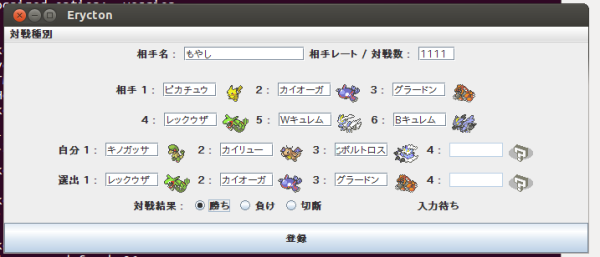 Erycton
対戦種別
相手名： もやし 相手レート / 対戦数： 1111
相手 1： ピカチュウ 2： カイオーガ 3： グラードン
4： レックウザ 5： Wキュレム 6： Bキュレム
自分 1： キノガッサ 2： カイリュー 3： ボルトロス 4：
選出 1： レックウザ 2： カイオーガ 3： グラードン 4：
対戦結果： 勝ち 負け 切断 入力待ち
登録